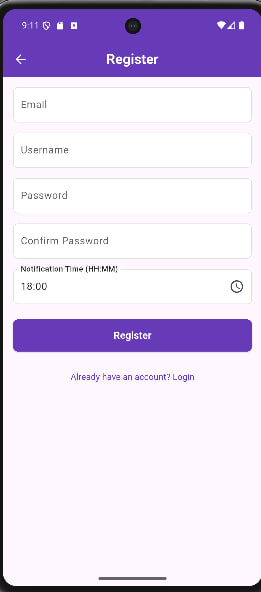 9:11
Register
Email
Username
Password
Confirm Password
Notification Time (HH:MM)
18:00
Register
Already have an account? Login